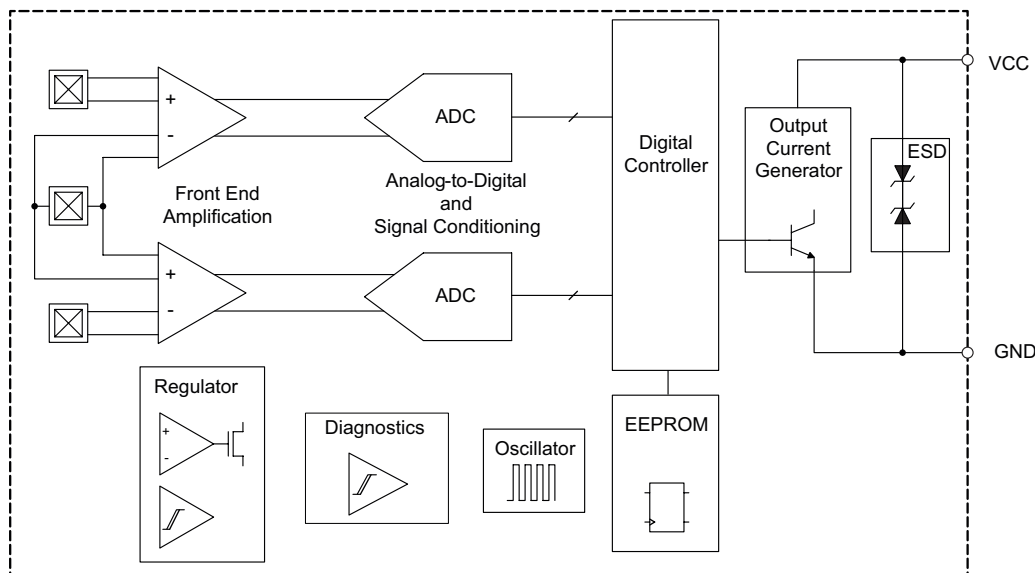 VCC
ADC
Output
Current
Generator
Digital
Controller
ESD
+
-
Front End
Amplification
Analog-to-Digital
and
Signal Conditioning
+
-
ADC
GND
Regulator
+
-
Diagnostics
Oscillator
EEPROM